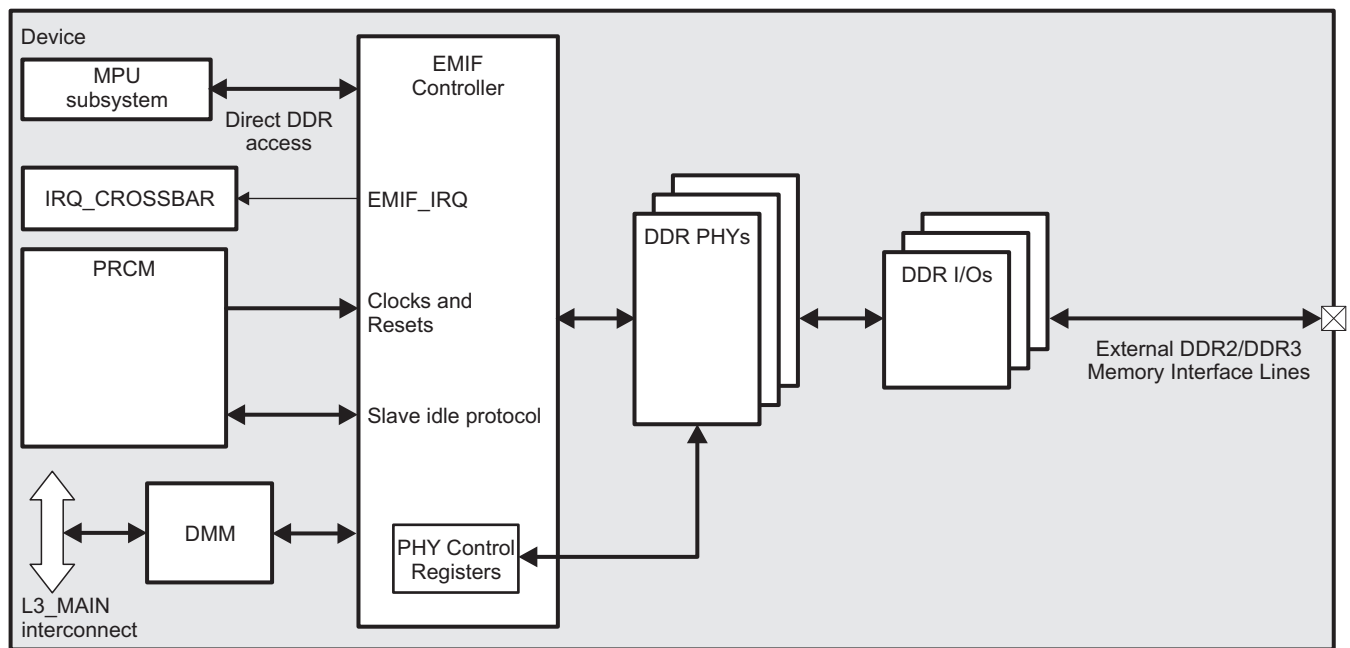 Device
MPU
subsystem
Direct DDR
access
EMIF
Controller
IRQ_CROSSBAR
EMIF_IRQ
PRCM
Clocks and
Resets
Slave idle protocol
DMM
L3_MAIN
interconnect
PHY Control
Registers
DDR PHYs
DDR I/Os
External DDR2/DDR3
Memory Interface Lines